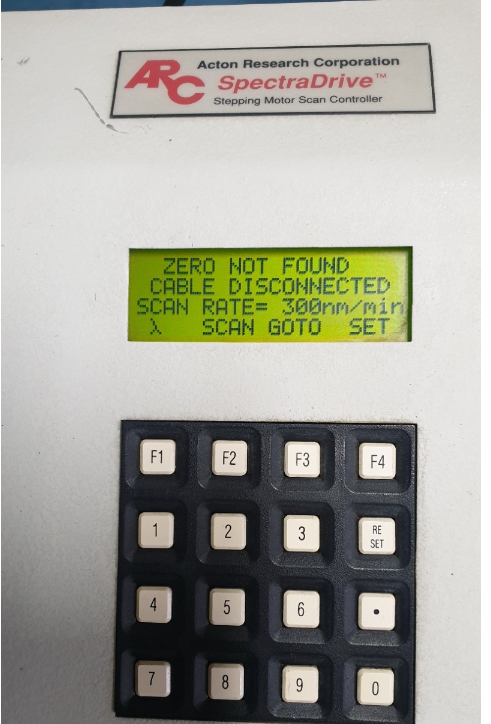 ARC
Acton Research Corporation
SpectraDrive™
Stepping Motor Scan Controller
ZERO NOT FOUND
CABLE DISCONNECTED
SCAN RATE= 300nm/min
λ SCAN GOTO SET
F1 F2 F3 F4
1 2 3 RE SET
4 5 6 •
7 8 9 0